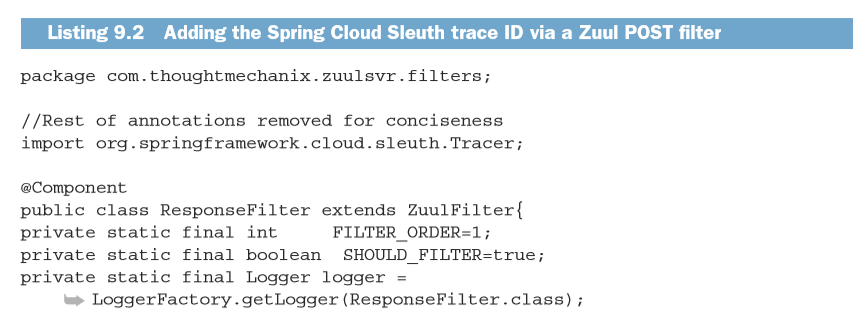 Listing 9.2 Adding the Spring Cloud Sleuth trace ID via a Zuul POST filter
package com.thoughtmechanix.zuulsvr.filters;
//Rest of annotations removed for conciseness
import org.springframework.cloud.sleuth.Tracer;
@Component
public class ResponseFilter extends ZuulFilter{
private static final int FILTER_ORDER=1;
private static final boolean SHOULD_FILTER=true;
private static final Logger logger =
➥ LoggerFactory.getLogger(ResponseFilter.class);